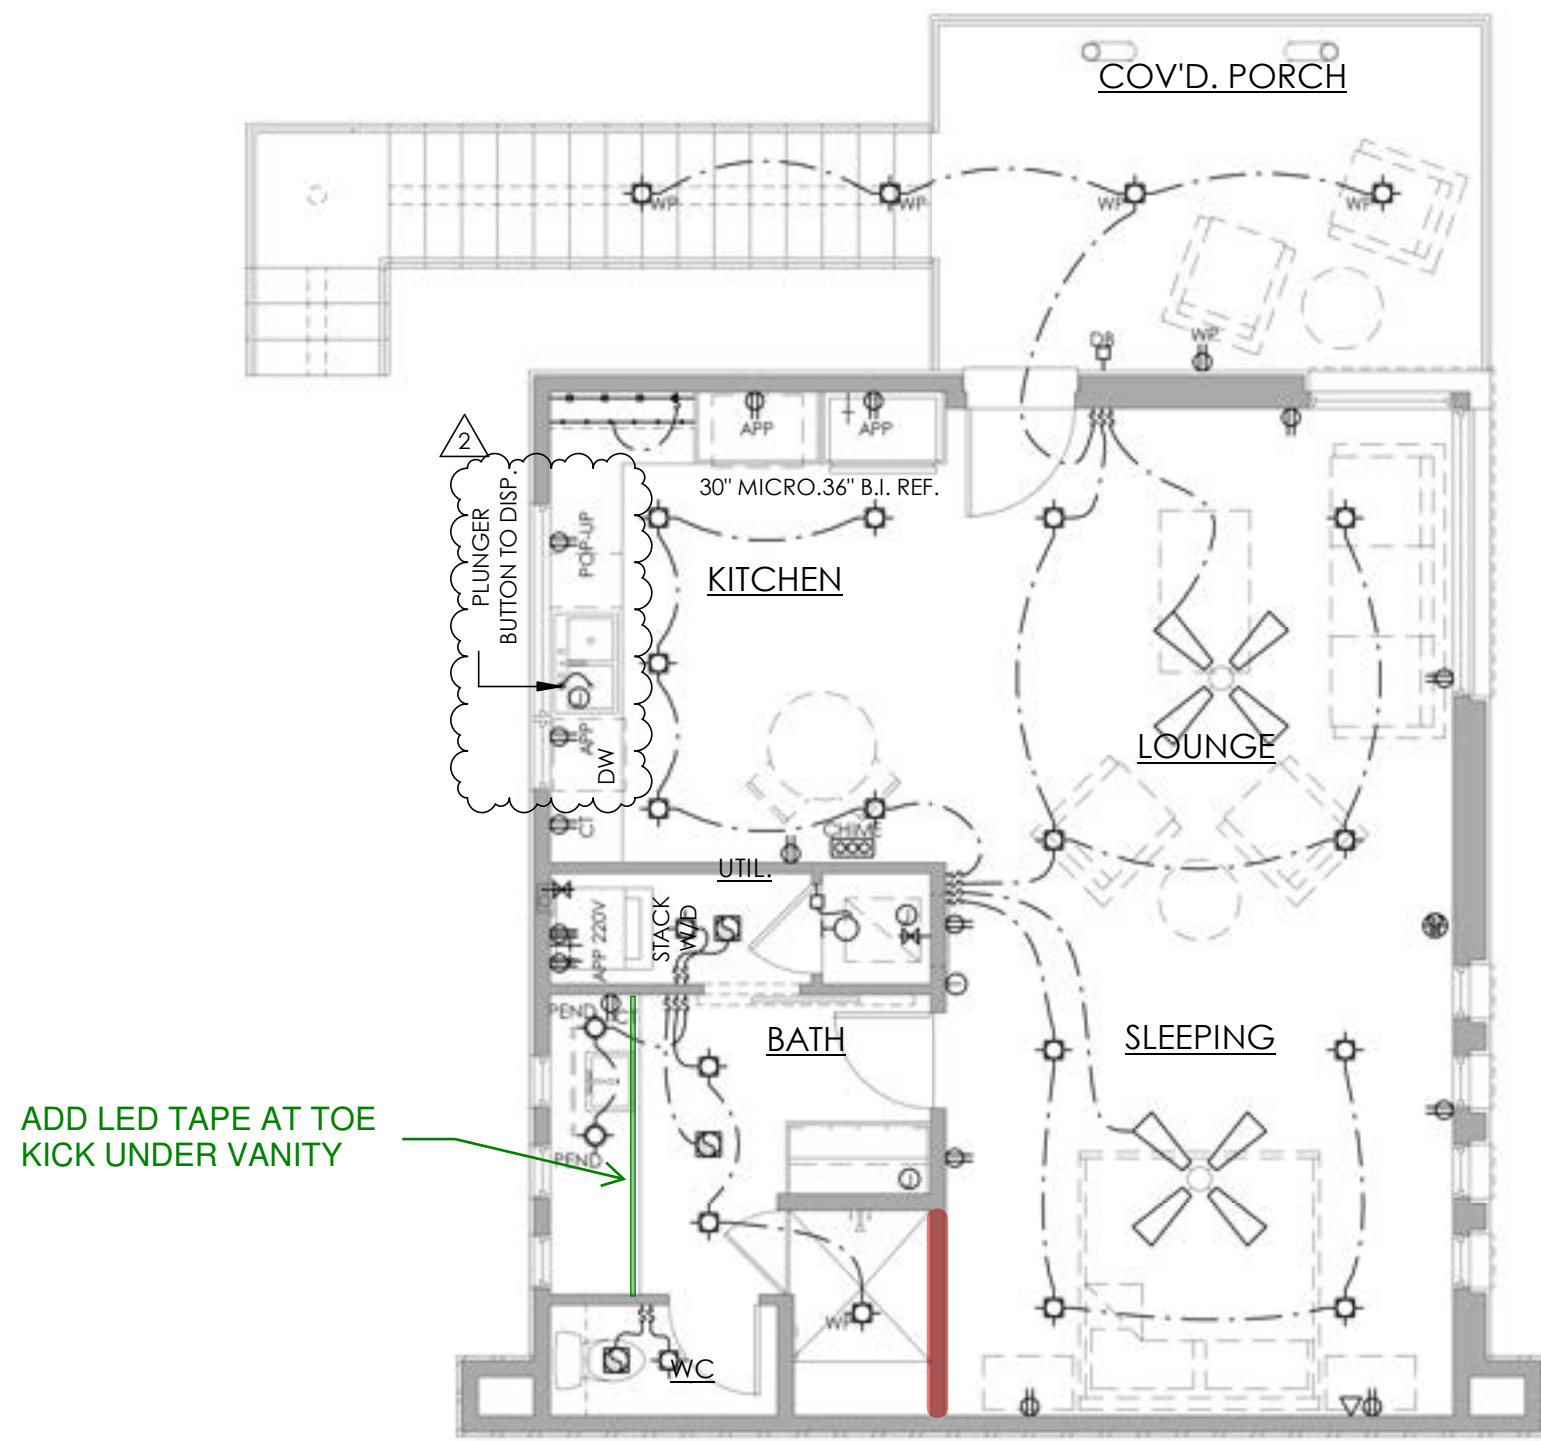 COV'D. PORCH
WP
WP
WP
WP
DB
WP
2
PLUNGER
BUTTON TO DISP.
APP
APP
30" MICRO.
36" B.I. REF.
POP-UP
KITCHEN
LOUNGE
APP
DW
CT
CHIME
UTIL.
STACK
W/D
APP 220V
PEND
BATH
SLEEPING
ADD LED TAPE AT TOE
KICK UNDER VANITY
PEND
WP
WC